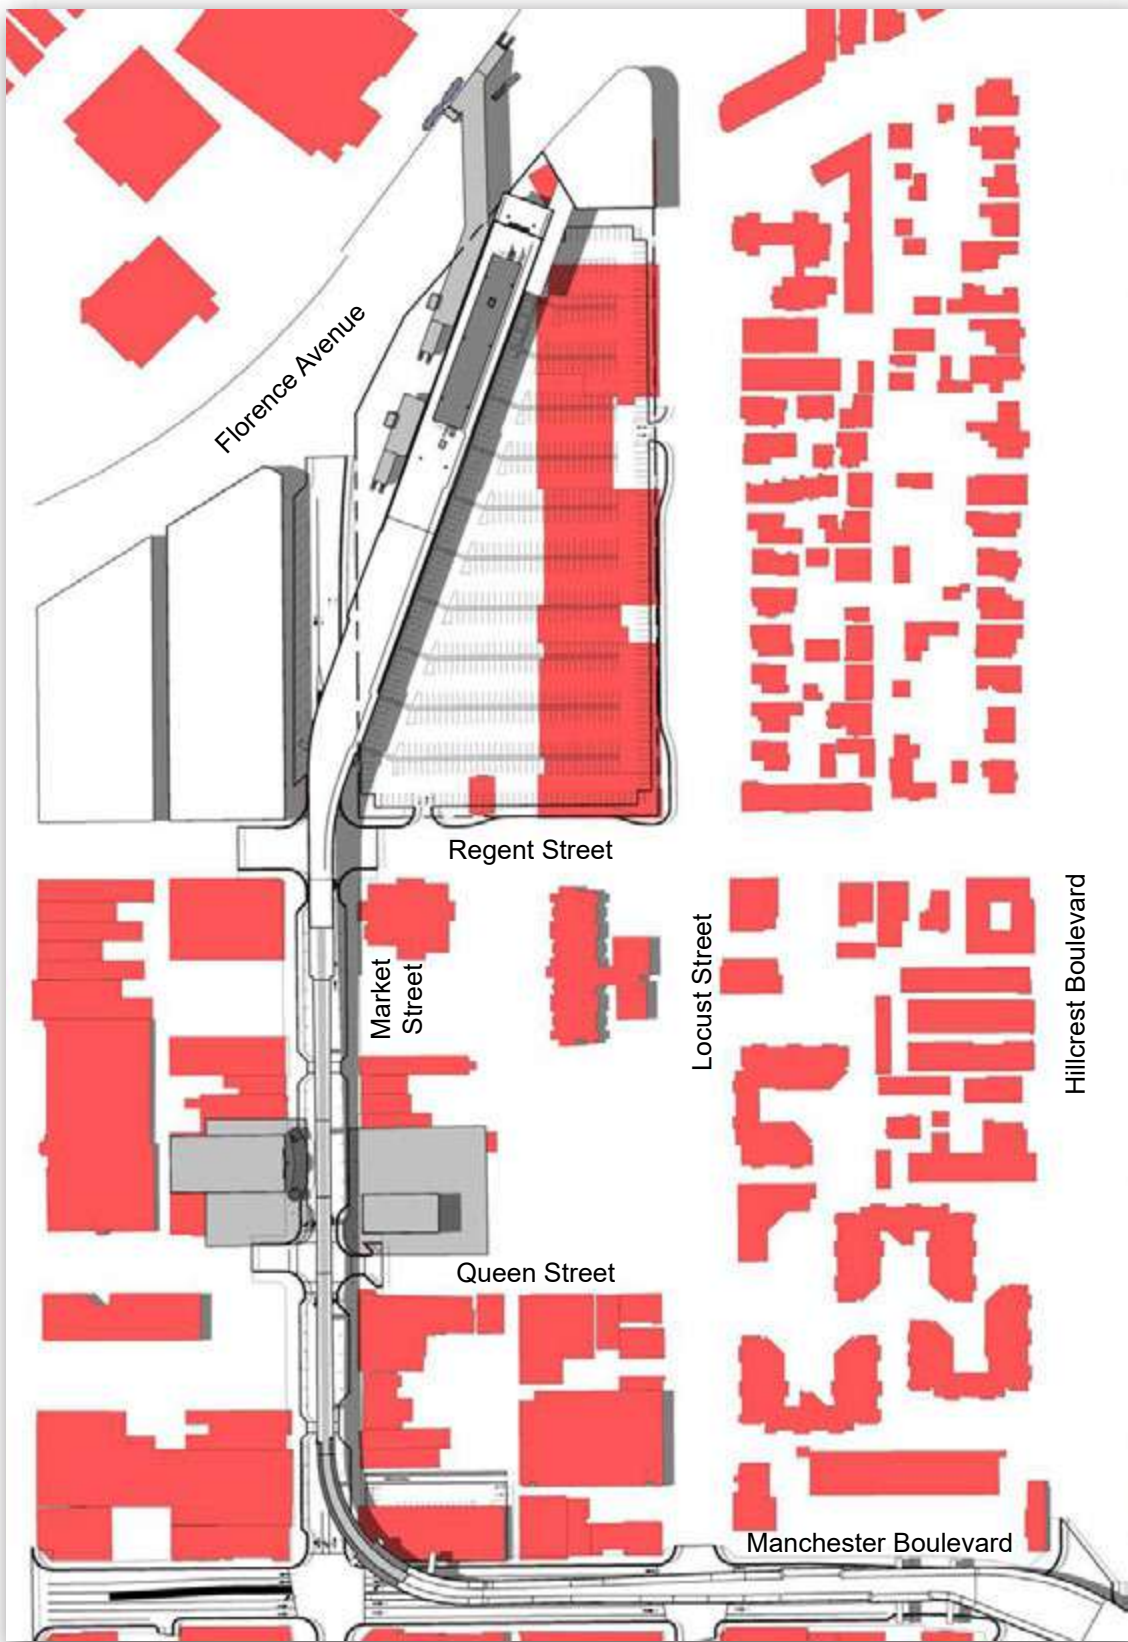 Florence Avenue
Regent Street
Market
Street
Locust Street
Hillcrest Boulevard
Queen Street
Manchester Boulevard